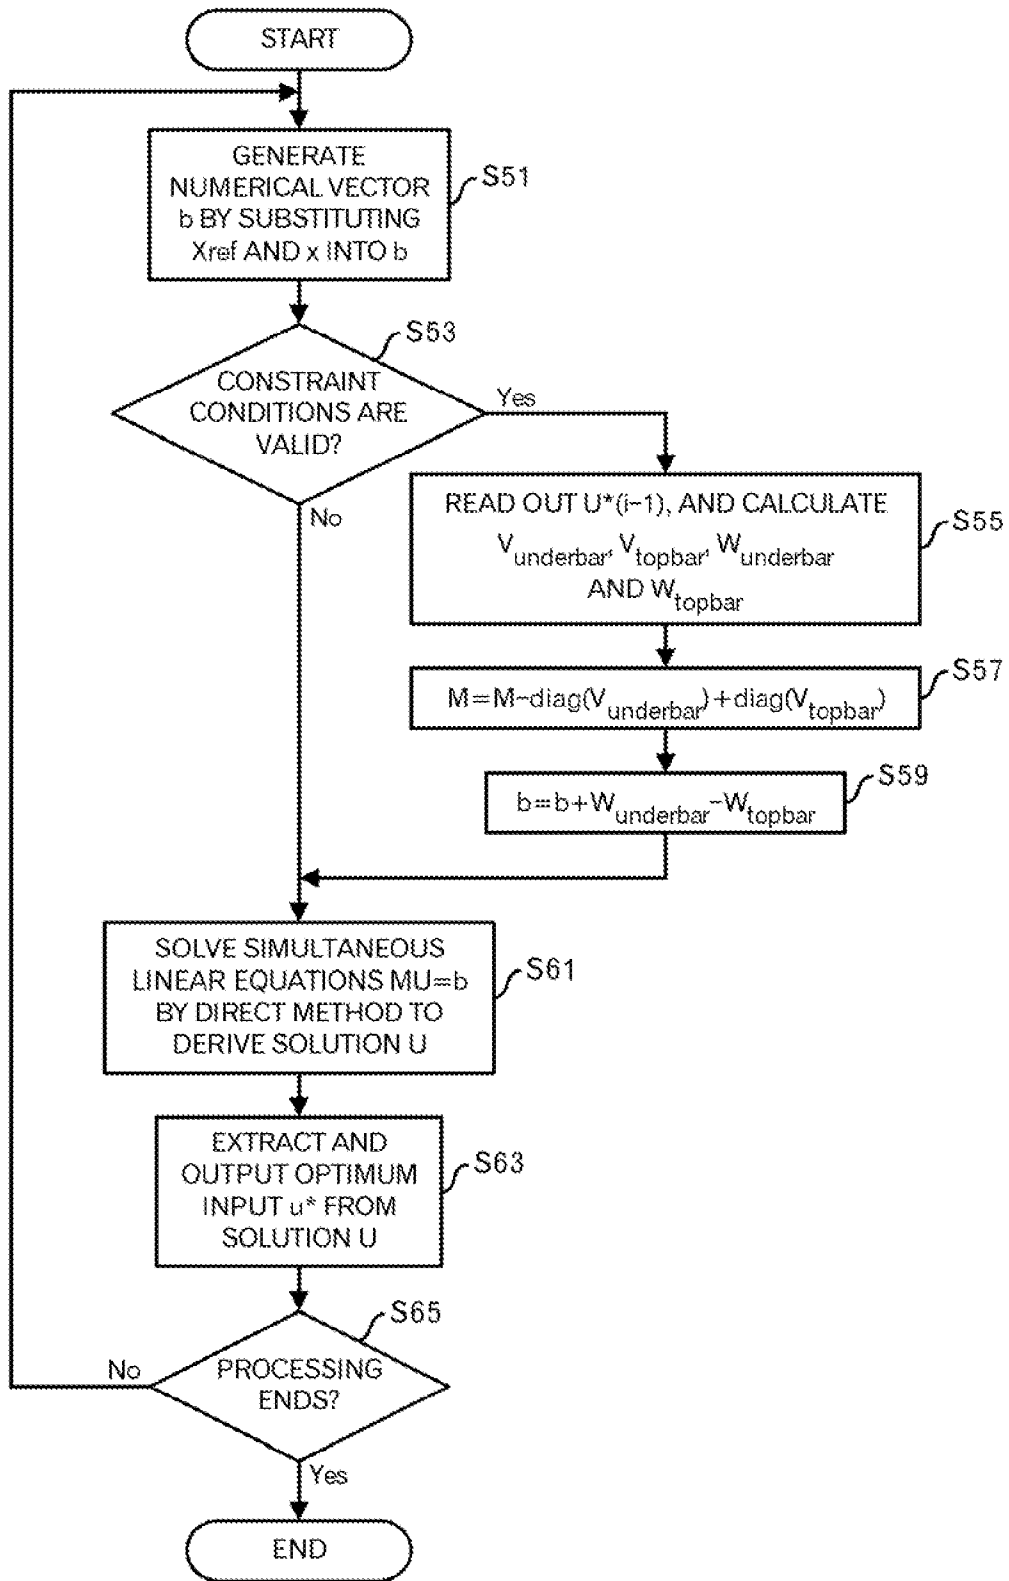 START
GENERATE
NUMERICAL VECTOR
b BY SUBSTITUTING
Xref AND x INTO b
S51
S53
CONSTRAINT
CONDITIONS ARE
VALID?
Yes
No
READ OUT U*(i-1), AND CALCULATE
Vunderbar, Vtopbar, Wunderbar
AND Wtopbar
S55
M=M-diag(Vunderbar)+diag(Vtopbar)
S57
b=b+Wunderbar-Wtopbar
S59
SOLVE SIMULTANEOUS
LINEAR EQUATIONS MU=b
BY DIRECT METHOD TO
DERIVE SOLUTION U
S61
EXTRACT AND
OUTPUT OPTIMUM
INPUT u* FROM
SOLUTION U
S63
S65
PROCESSING
ENDS?
No
Yes
END